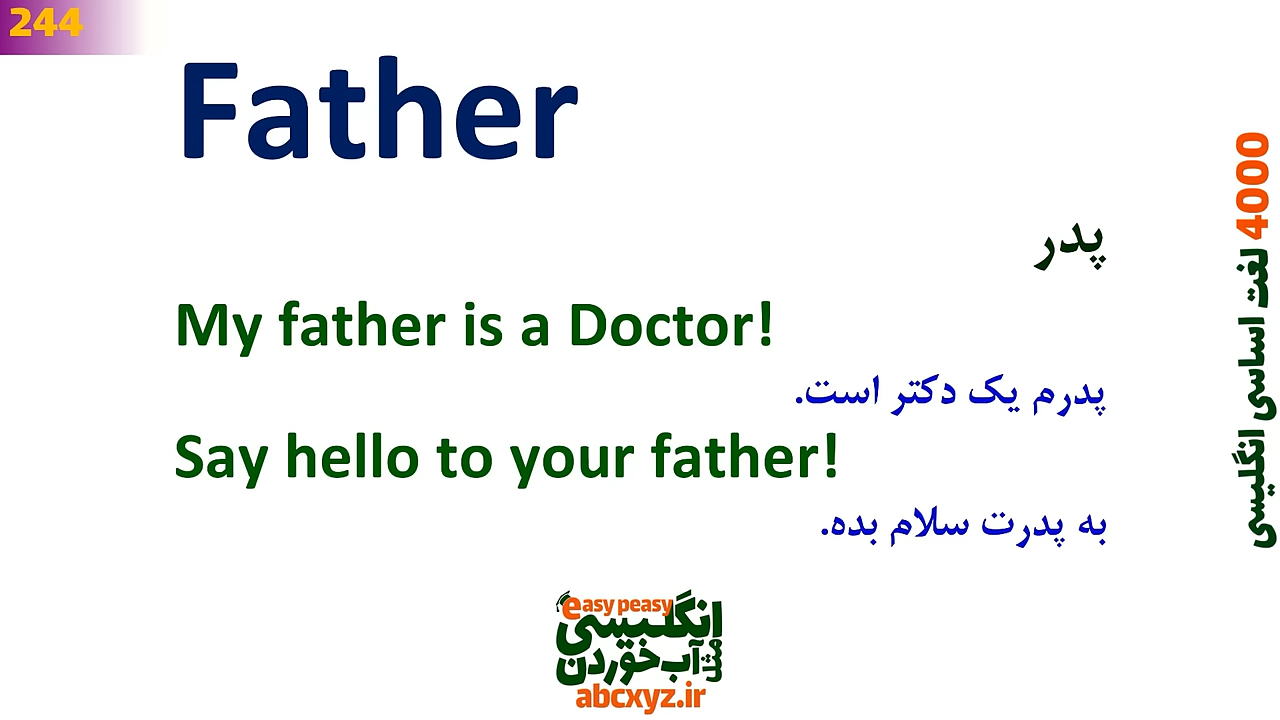 244
Father
پدر
My father is a Doctor!
پدرم یک دکتر است.
Say hello to your father!
به پدرت سلام بده.
4000 لغت اساسی انگلیسی
easy peasy
انگلیسی
مثل آب خوردن
abcxyz.ir